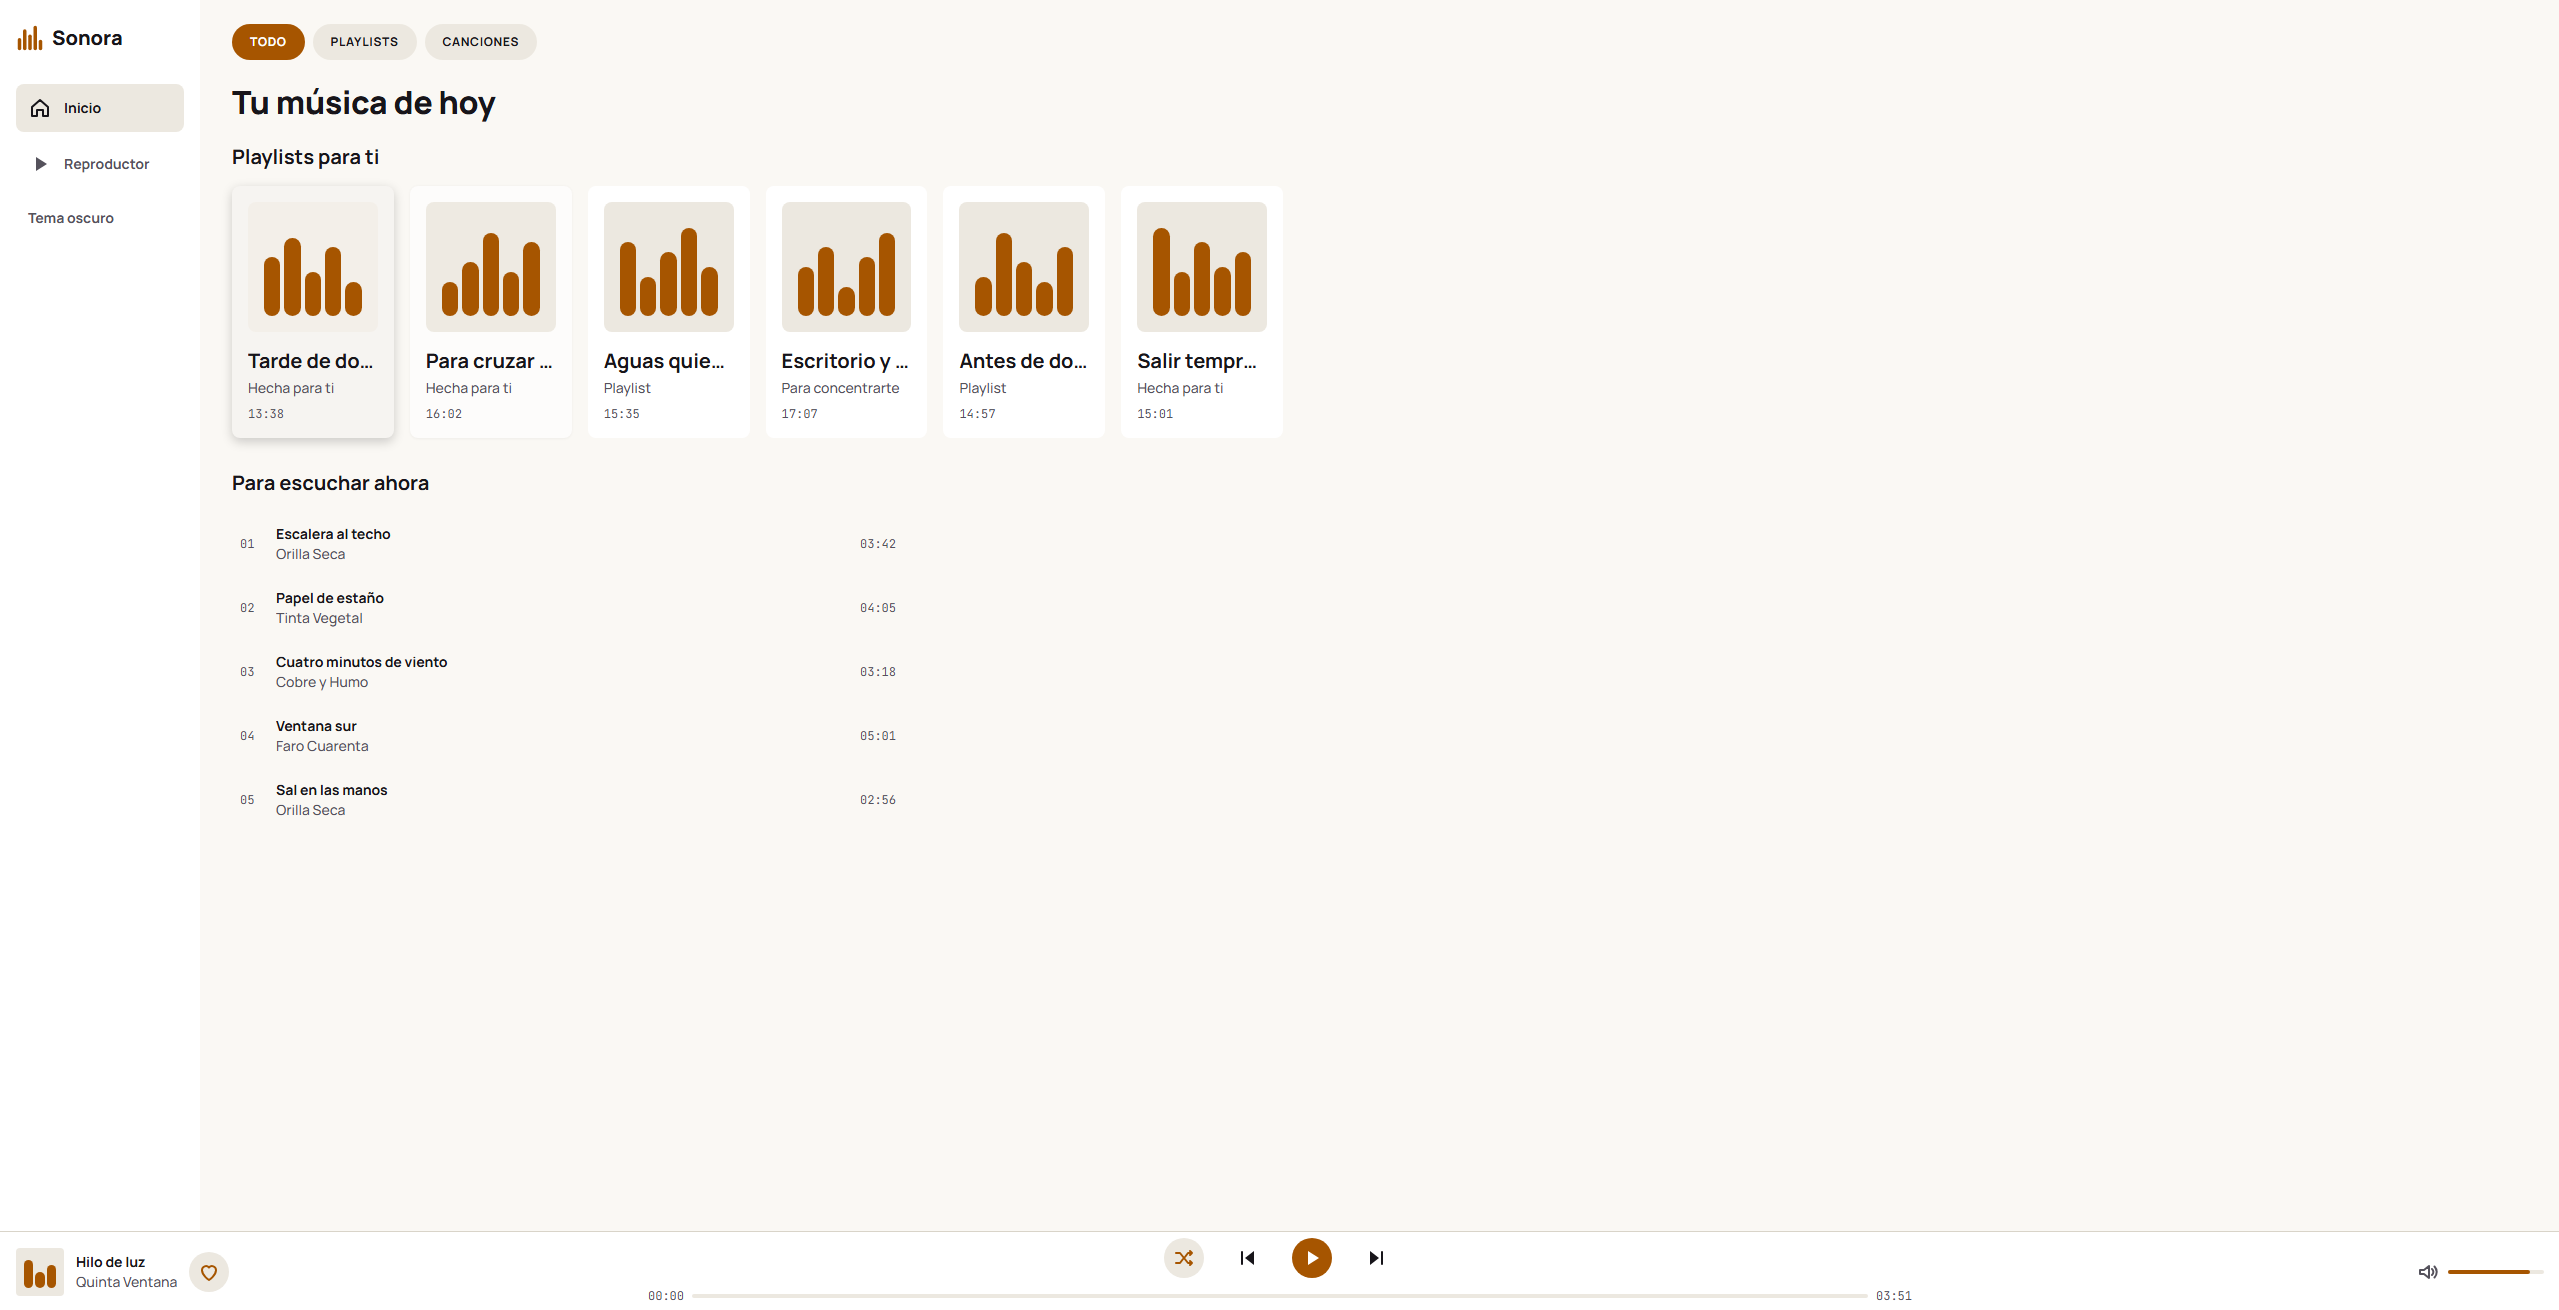 Sonora
Inicio
Reproductor
Tema oscuro
TODO
PLAYLISTS
CANCIONES
Tu música de hoy
Playlists para ti
Tarde de do...
Hecha para ti
13:38
Para cruzar ...
Hecha para ti
16:02
Aguas quie...
Playlist
15:35
Escritorio y ...
Para concentrarte
17:07
Antes de do...
Playlist
14:57
Salir tempr...
Hecha para ti
15:01
Para escuchar ahora
01
Escalera al techo
Orilla Seca
03:42
02
Papel de estaño
Tinta Vegetal
04:05
03
Cuatro minutos de viento
Cobre y Humo
03:18
04
Ventana sur
Faro Cuarenta
05:01
05
Sal en las manos
Orilla Seca
02:56
Hilo de luz
Quinta Ventana
00:00
03:51